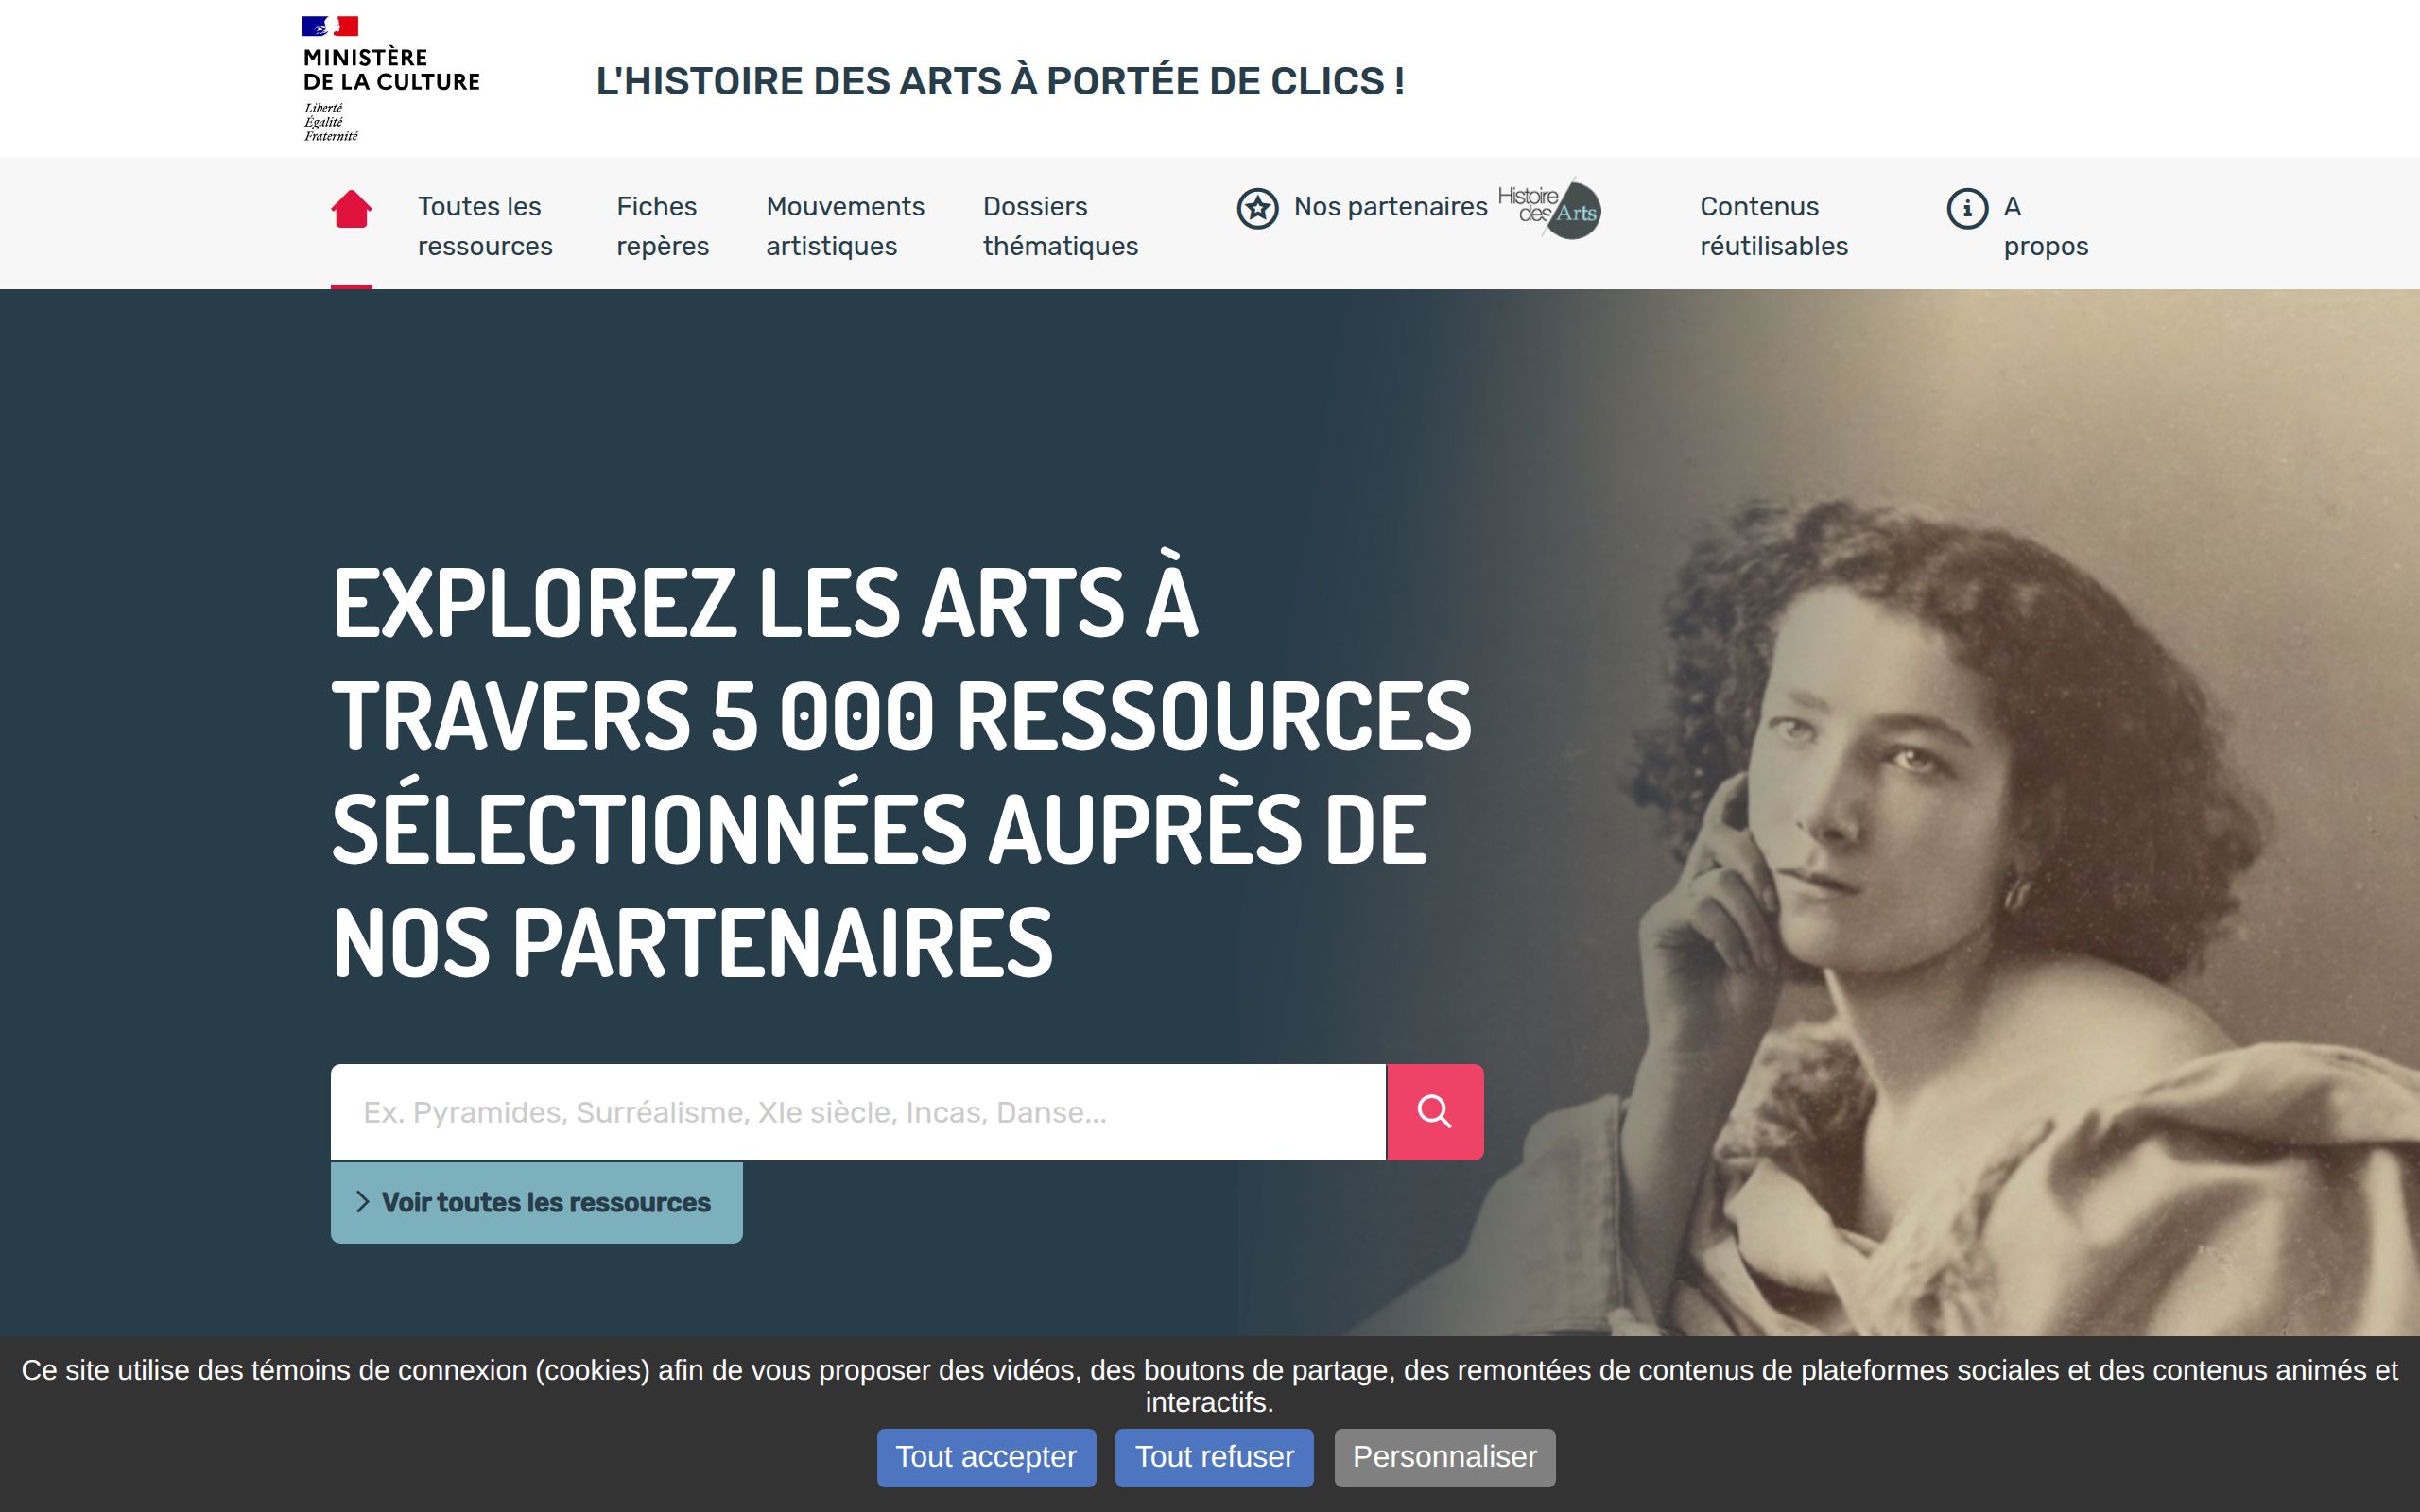 MINISTÈRE
DE LA CULTURE
Liberté
Égalité
Fraternité
L'HISTOIRE DES ARTS À PORTÉE DE CLICS !
Toutes les
ressources
Fiches
repères
Mouvements
artistiques
Dossiers
thématiques
Nos partenaires
Histoire
des Arts
Contenus
réutilisables
A
propos
EXPLOREZ LES ARTS À
TRAVERS 5 000 RESSOURCES
SÉLECTIONNÉES AUPRÈS DE
NOS PARTENAIRES
Ex. Pyramides, Surréalisme, XIe siècle, Incas, Danse...
Voir toutes les ressources
Ce site utilise des témoins de connexion (cookies) afin de vous proposer des vidéos, des boutons de partage, des remontées de contenus de plateformes sociales et des contenus animés et
interactifs.
Tout accepter
Tout refuser
Personnaliser